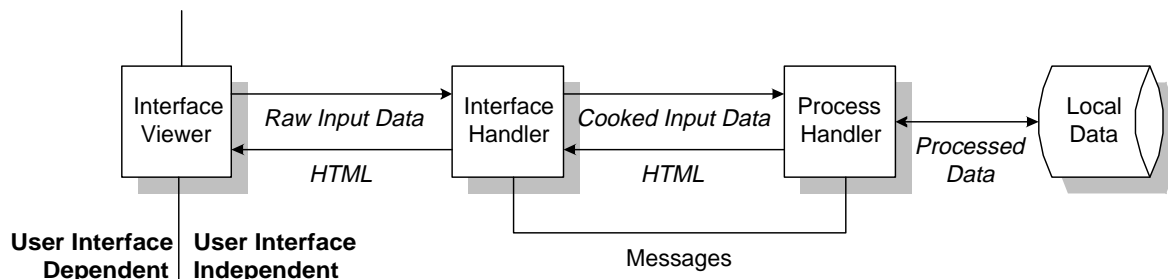 Interface
Viewer
Raw Input Data
HTML
Interface
Handler
Cooked Input Data
HTML
Process
Handler
Processed
Data
Local
Data
Messages
User Interface
Dependent
User Interface
Independent